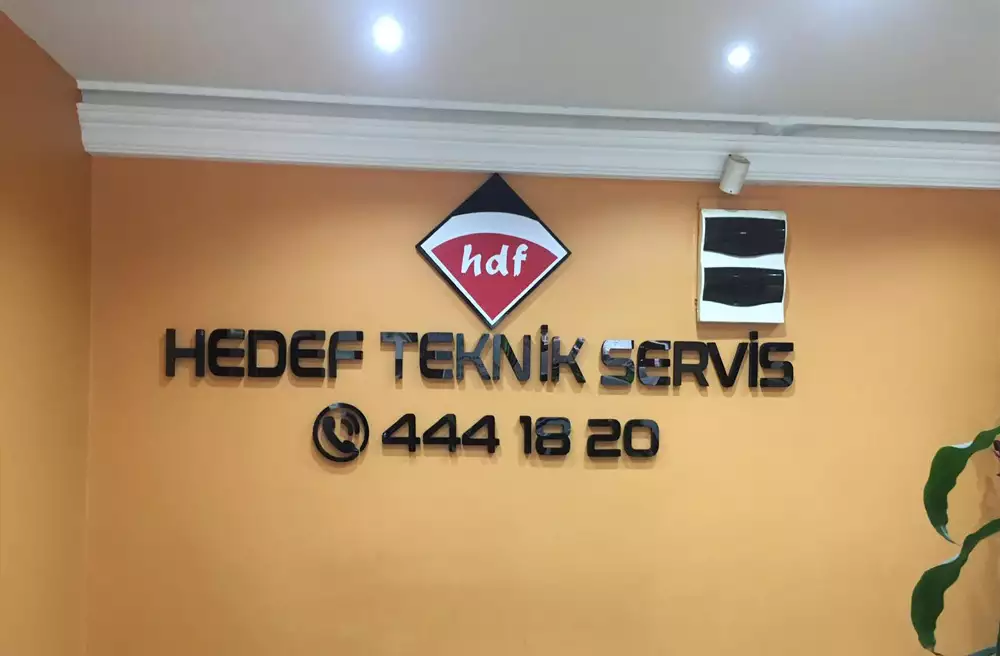 hdf
HEDEF TEKNİK SERVİS
444 18 20